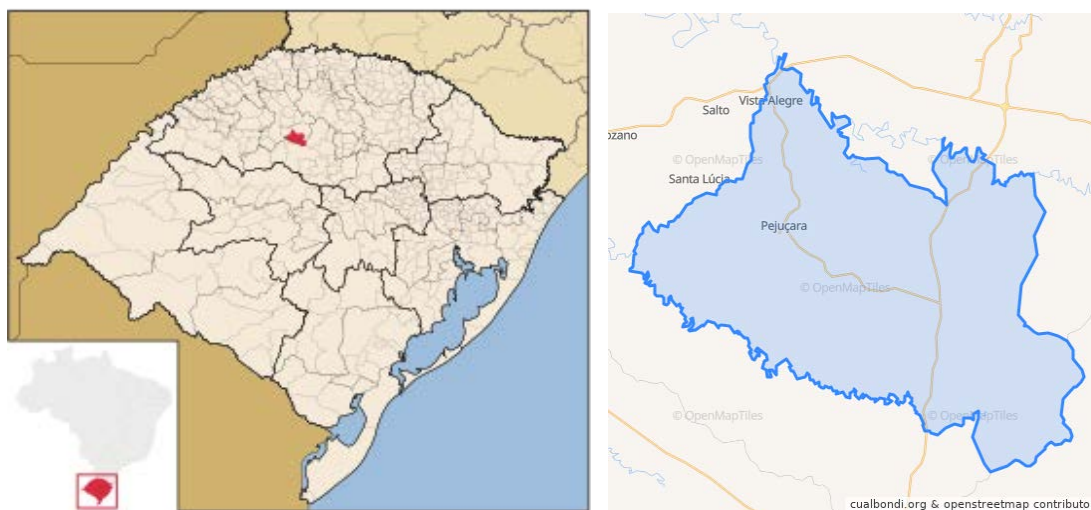 Vista Alegre
Salto
ozano
© OpenMapTiles
© OpenMapTiles
Santa Lúcia
Pejuçara
© OpenMapTiles
© OpenMapTiles
© OpenMapTiles
cualbondi.org & openstreetmap contributo